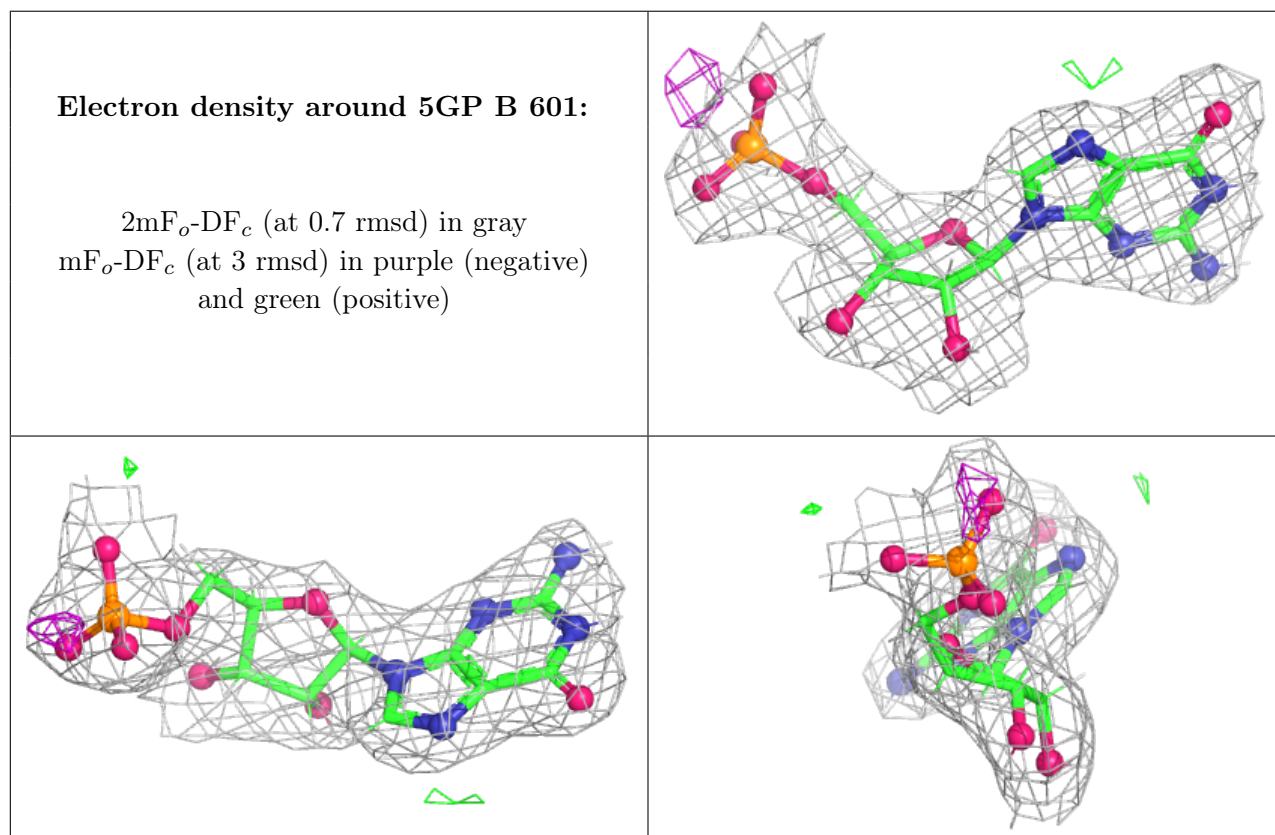 Electron density around 5GP B 601:
2mFo-DFc (at 0.7 rmsd) in gray
mFo-DFc (at 3 rmsd) in purple (negative)
and green (positive)